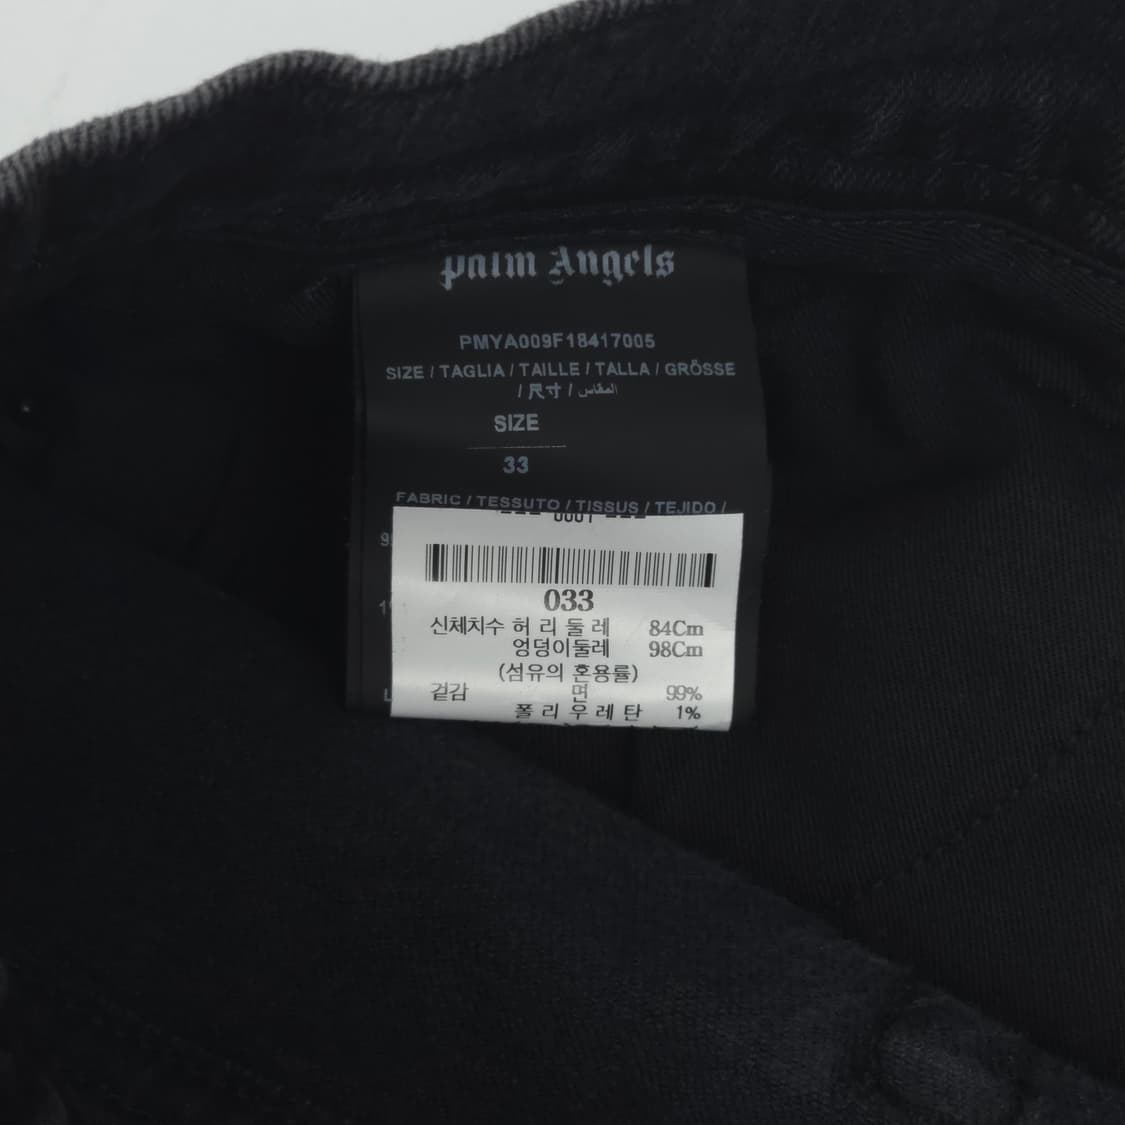 Palm Angels
PMYA009F18417005
SIZE / TAGLIA / TAILLE / TALLA / GRÖSSE
/ 尺寸 / المقاس
SIZE
33
FABRIC / TESSUTO / TISSUS / TEJIDO /
033
신체치수 허 리 둘 레 84Cm
엉덩이둘레 98Cm
(섬유의 혼용률)
겉감 면 99%
폴 리 우 레 탄 1%